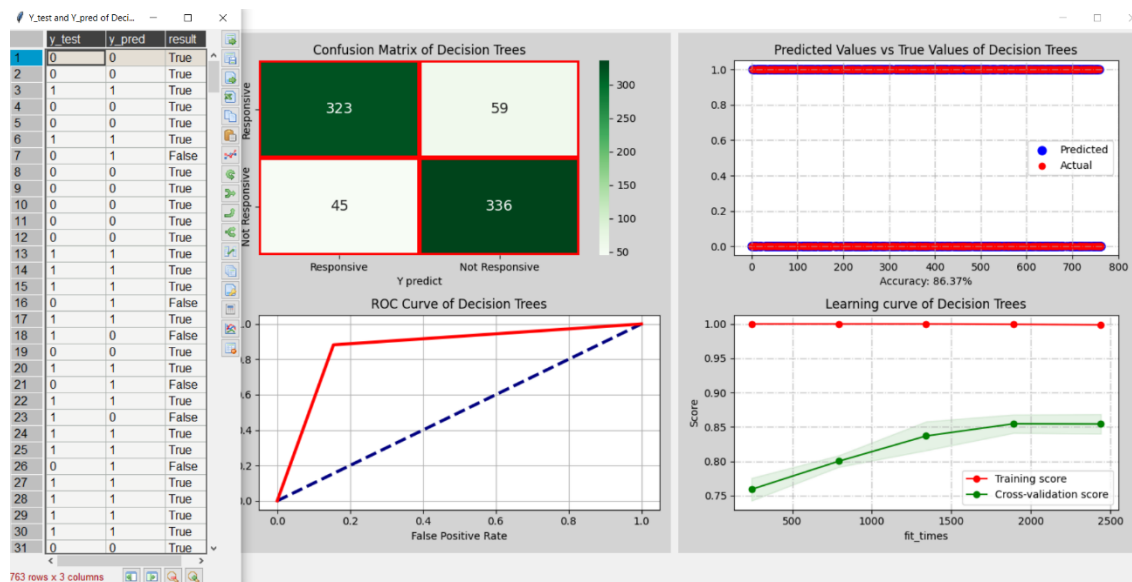 Y_test and Y_pred of Deci...
y_test y_pred result
1 0 0 True
2 0 0 True
3 1 1 True
4 0 0 True
5 0 0 True
6 1 1 True
7 0 1 False
8 0 0 True
9 0 0 True
10 0 0 True
11 0 0 True
12 0 0 True
13 1 1 True
14 1 1 True
15 1 1 True
16 0 1 False
17 1 1 True
18 1 0 False
19 0 0 True
20 1 1 True
21 0 1 False
22 1 1 True
23 1 0 False
24 1 1 True
25 1 1 True
26 0 1 False
27 1 1 True
28 1 1 True
29 1 1 True
30 1 1 True
31 0 0 True
763 rows x 3 columns
Confusion Matrix of Decision Trees
Responsive
Not Responsive
323 59
45 336
300
250
200
150
100
50
Responsive Not Responsive
Y predict
Predicted Values vs True Values of Decision Trees
1.0
0.8
0.6
0.4
0.2
0.0
Predicted
Actual
0 100 200 300 400 500 600 700 800
Accuracy: 86.37%
ROC Curve of Decision Trees
0.0 0.2 0.4 0.6 0.8 1.0
False Positive Rate
Learning curve of Decision Trees
Score
1.00
0.95
0.90
0.85
0.80
0.75
Training score
Cross-validation score
500 1000 1500 2000 2500
fit_times